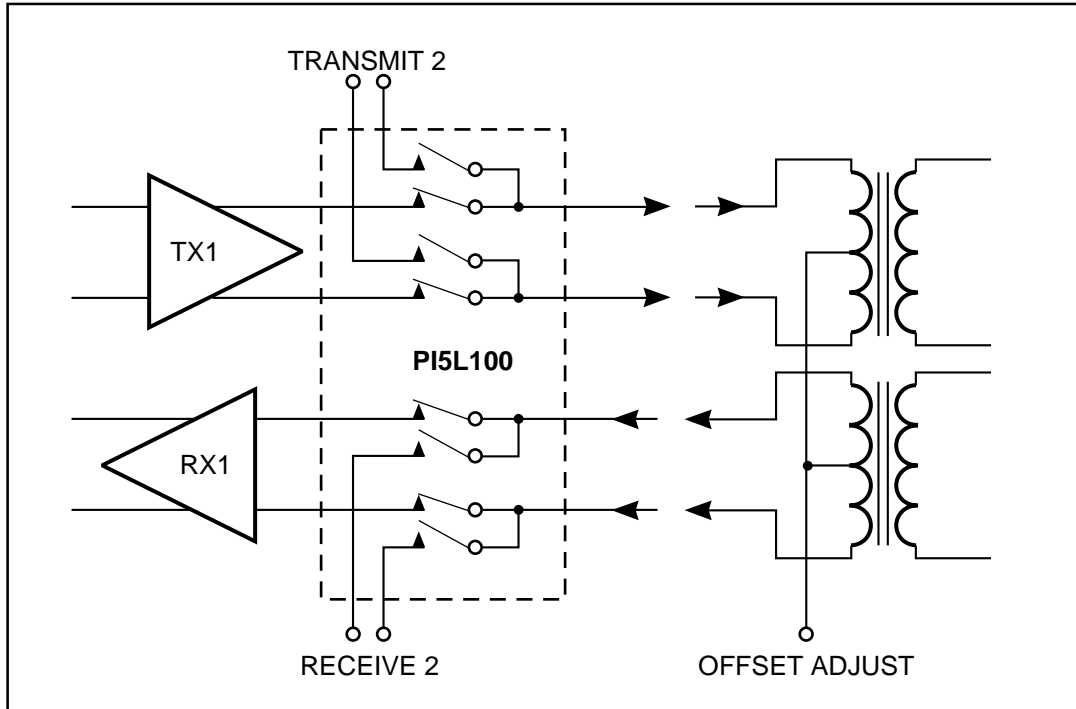 TRANSMIT 2
TX1
PI5L100
RX1
RECEIVE 2
OFFSET ADJUST